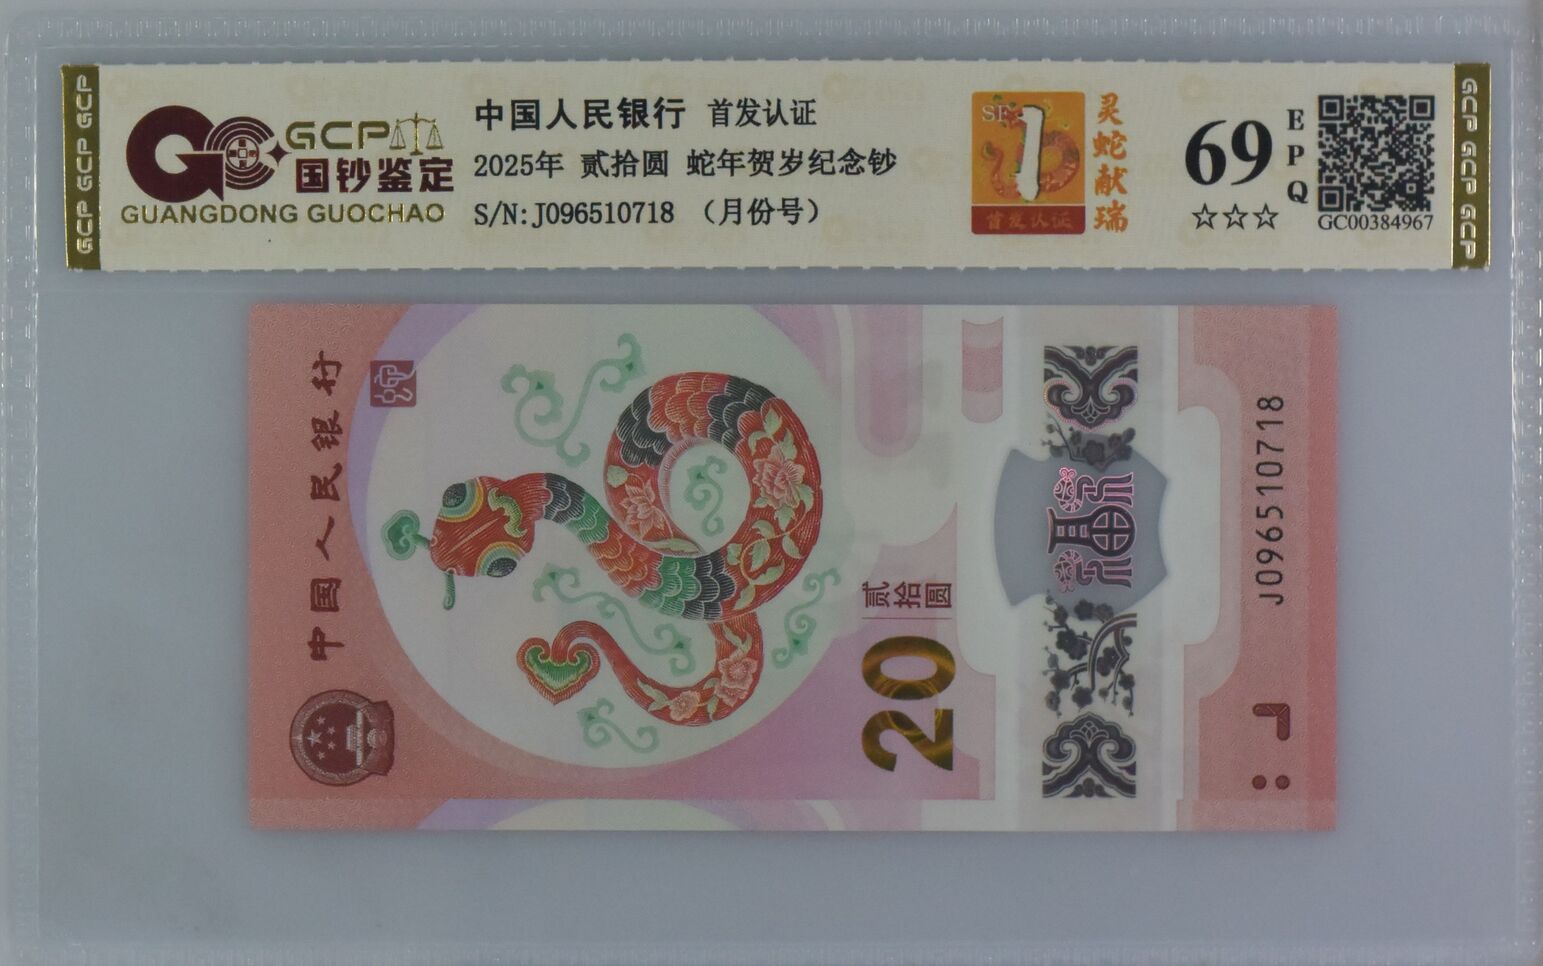 GCP GCP GCP
GCP
国钞鉴定
GUANGDONG GUOCHAO
中国人民银行 首发认证
2025年 贰拾圆 蛇年贺岁纪念钞
S/N:J096510718 （月份号）
1
首发认证
灵蛇献瑞
69
EPQ
☆☆☆
GC00384967
GCP GCP GCP
中国人民银行
贰拾圆
20
福
J096510718